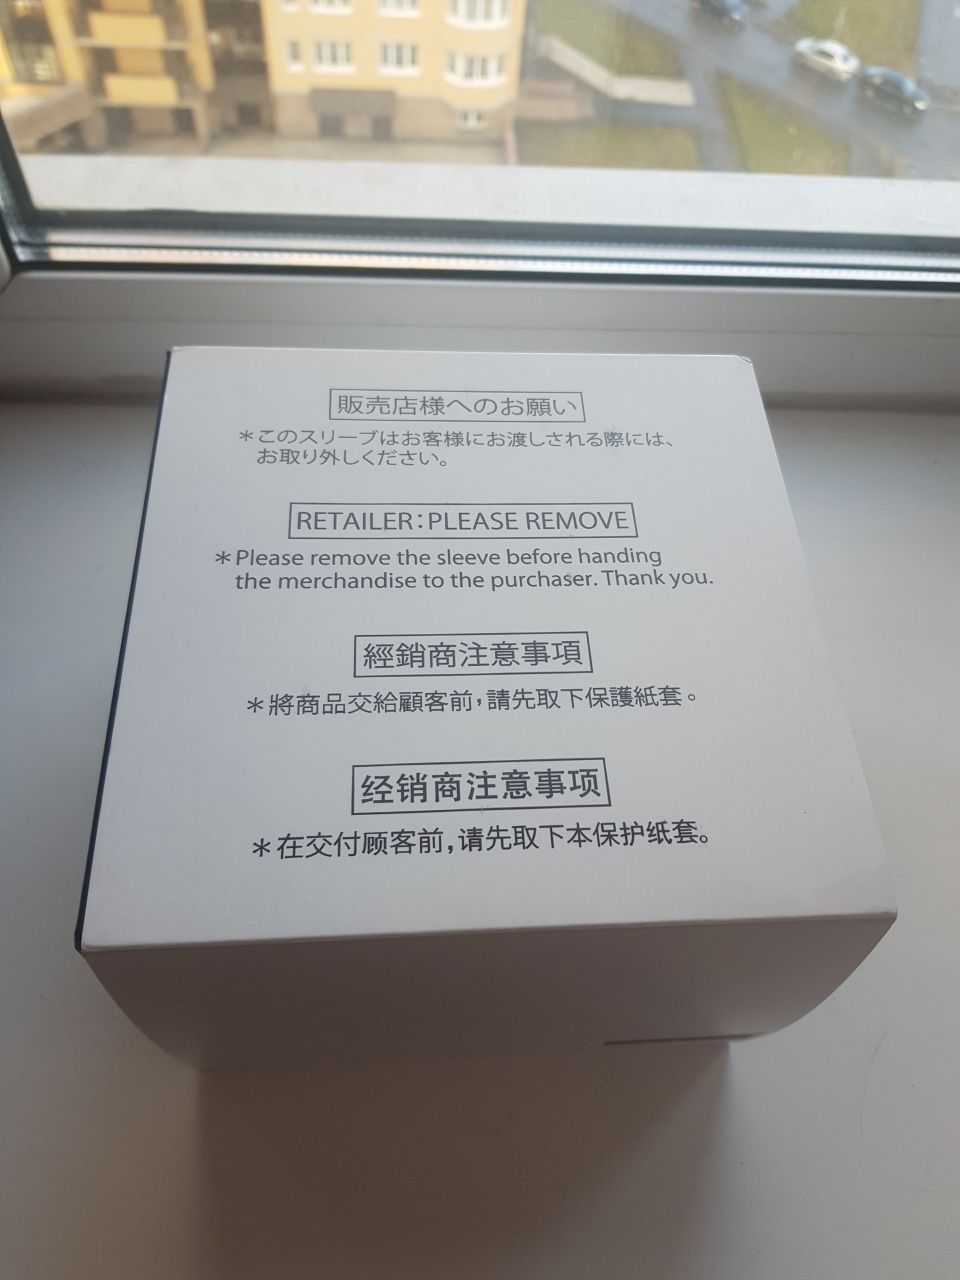 販売店様へのお願い
＊このスリーブはお客様にお渡しされる際には、
お取り外しください。
RETAILER:PLEASE REMOVE
＊Please remove the sleeve before handing
the merchandise to the purchaser. Thank you.
經銷商注意事項
＊將商品交給顧客前，請先取下保護紙套。
经销商注意事项
＊在交付顾客前，请先取下本保护纸套。